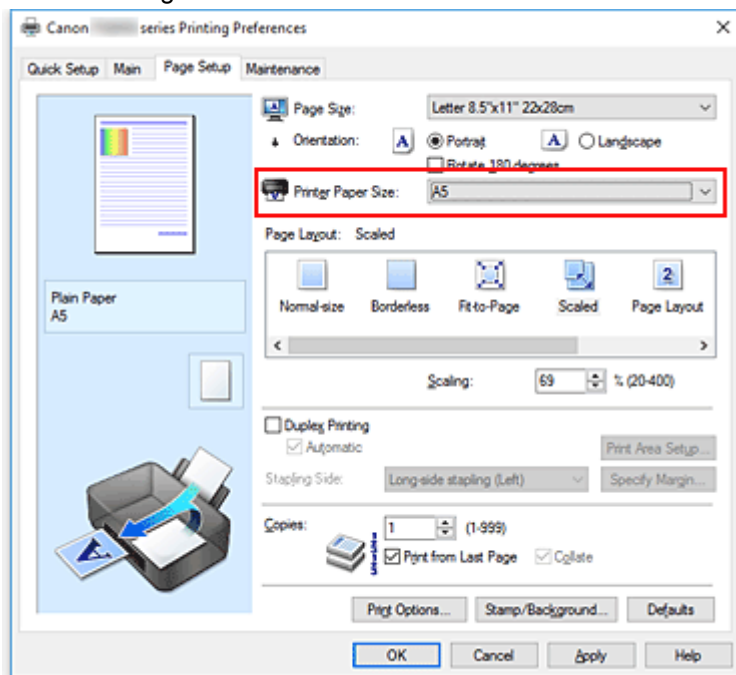 Canon series Printing Preferences
Quick Setup Main Page Setup Maintenance
Page Size: Letter 8.5"x11" 22x28cm
Orientation: A Portrait A Landscape
Rotate 180 degrees
Printer Paper Size: A5
Page Layout: Scaled
Normal-size Borderless Fit-to-Page Scaled Page Layout
Plain Paper
A5
Scaling: 69 % (20-400)
Duplex Printing
Automatic Print Area Setup...
Stapling Side: Long-side stapling (Left) Specify Margin...
Copies: 1 (1-999)
Print from Last Page Collate
Print Options... Stamp/Background... Defaults
OK Cancel Apply Help